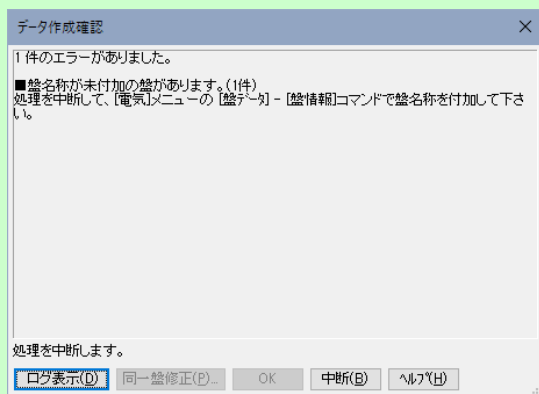 データ作成確認
1 件のエラーがありました。
■盤名称が未付加の盤があります。(1件)
処理を中断して、[電気]メニューの [盤ﾃﾞｰﾀ] - [盤情報]コマンドで盤名称を付加して下さ
い。
処理を中断します。
ログ表示(D)
同一盤修正(P)...
OK
中断(B)
ﾍﾙﾌﾟ(H)